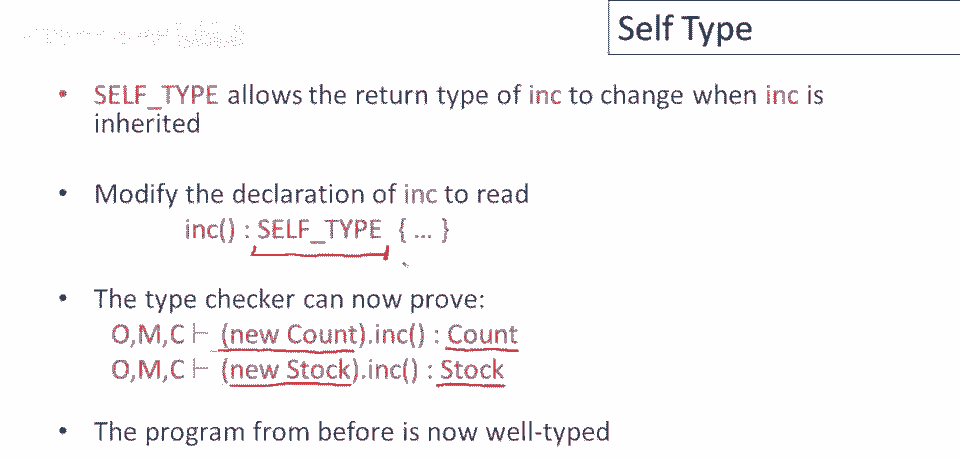 Self Type
• SELF_TYPE allows the return type of inc to change when inc is
inherited
• Modify the declaration of inc to read
inc() : SELF_TYPE { … }
• The type checker can now prove:
O,M,C ⊢ (new Count).inc() : Count
O,M,C ⊢ (new Stock).inc() : Stock
• The program from before is now well-typed